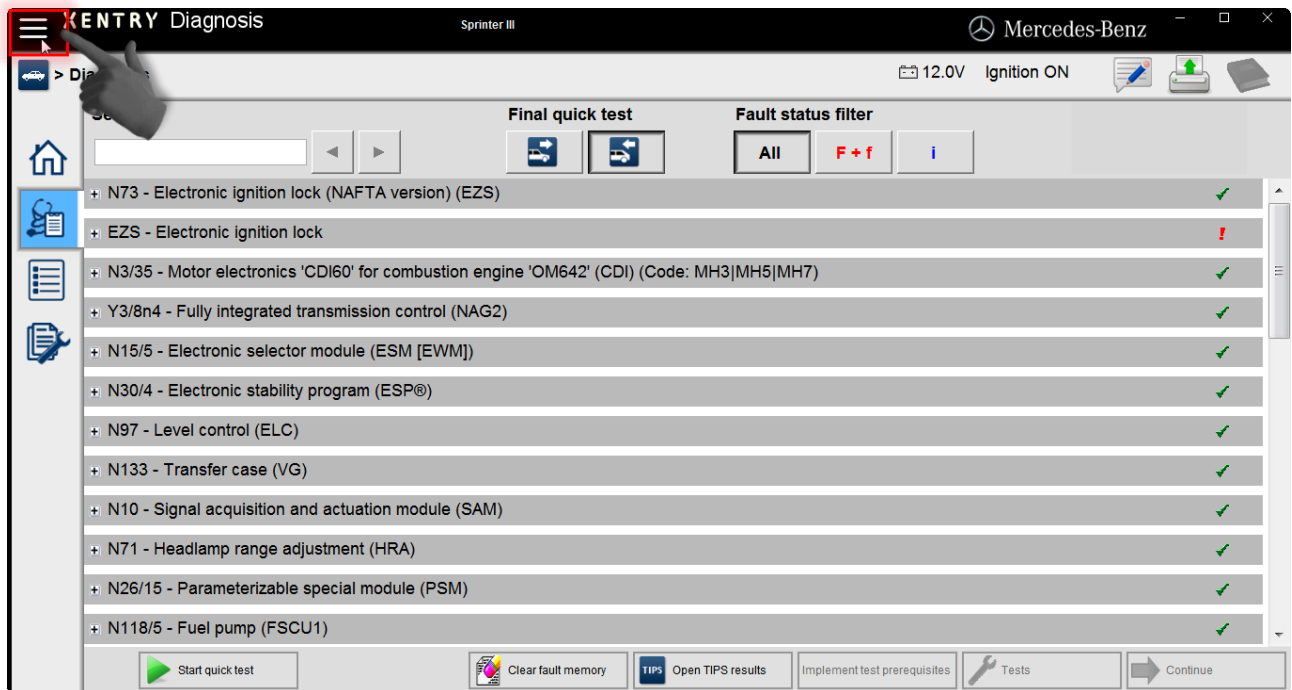 XENTRY Diagnosis
Sprinter III
Mercedes-Benz
12.0V
Ignition ON
Final quick test
Fault status filter
All
F + f
i
N73 - Electronic ignition lock (NAFTA version) (EZS)
EZS - Electronic ignition lock
N3/35 - Motor electronics 'CDI60' for combustion engine 'OM642' (CDI) (Code: MH3|MH5|MH7)
Y3/8n4 - Fully integrated transmission control (NAG2)
N15/5 - Electronic selector module (ESM [EWM])
N30/4 - Electronic stability program (ESP®)
N97 - Level control (ELC)
N133 - Transfer case (VG)
N10 - Signal acquisition and actuation module (SAM)
N71 - Headlamp range adjustment (HRA)
N26/15 - Parameterizable special module (PSM)
N118/5 - Fuel pump (FSCU1)
Start quick test
Clear fault memory
TIPS
Open TIPS results
Implement test prerequisites
Tests
Continue